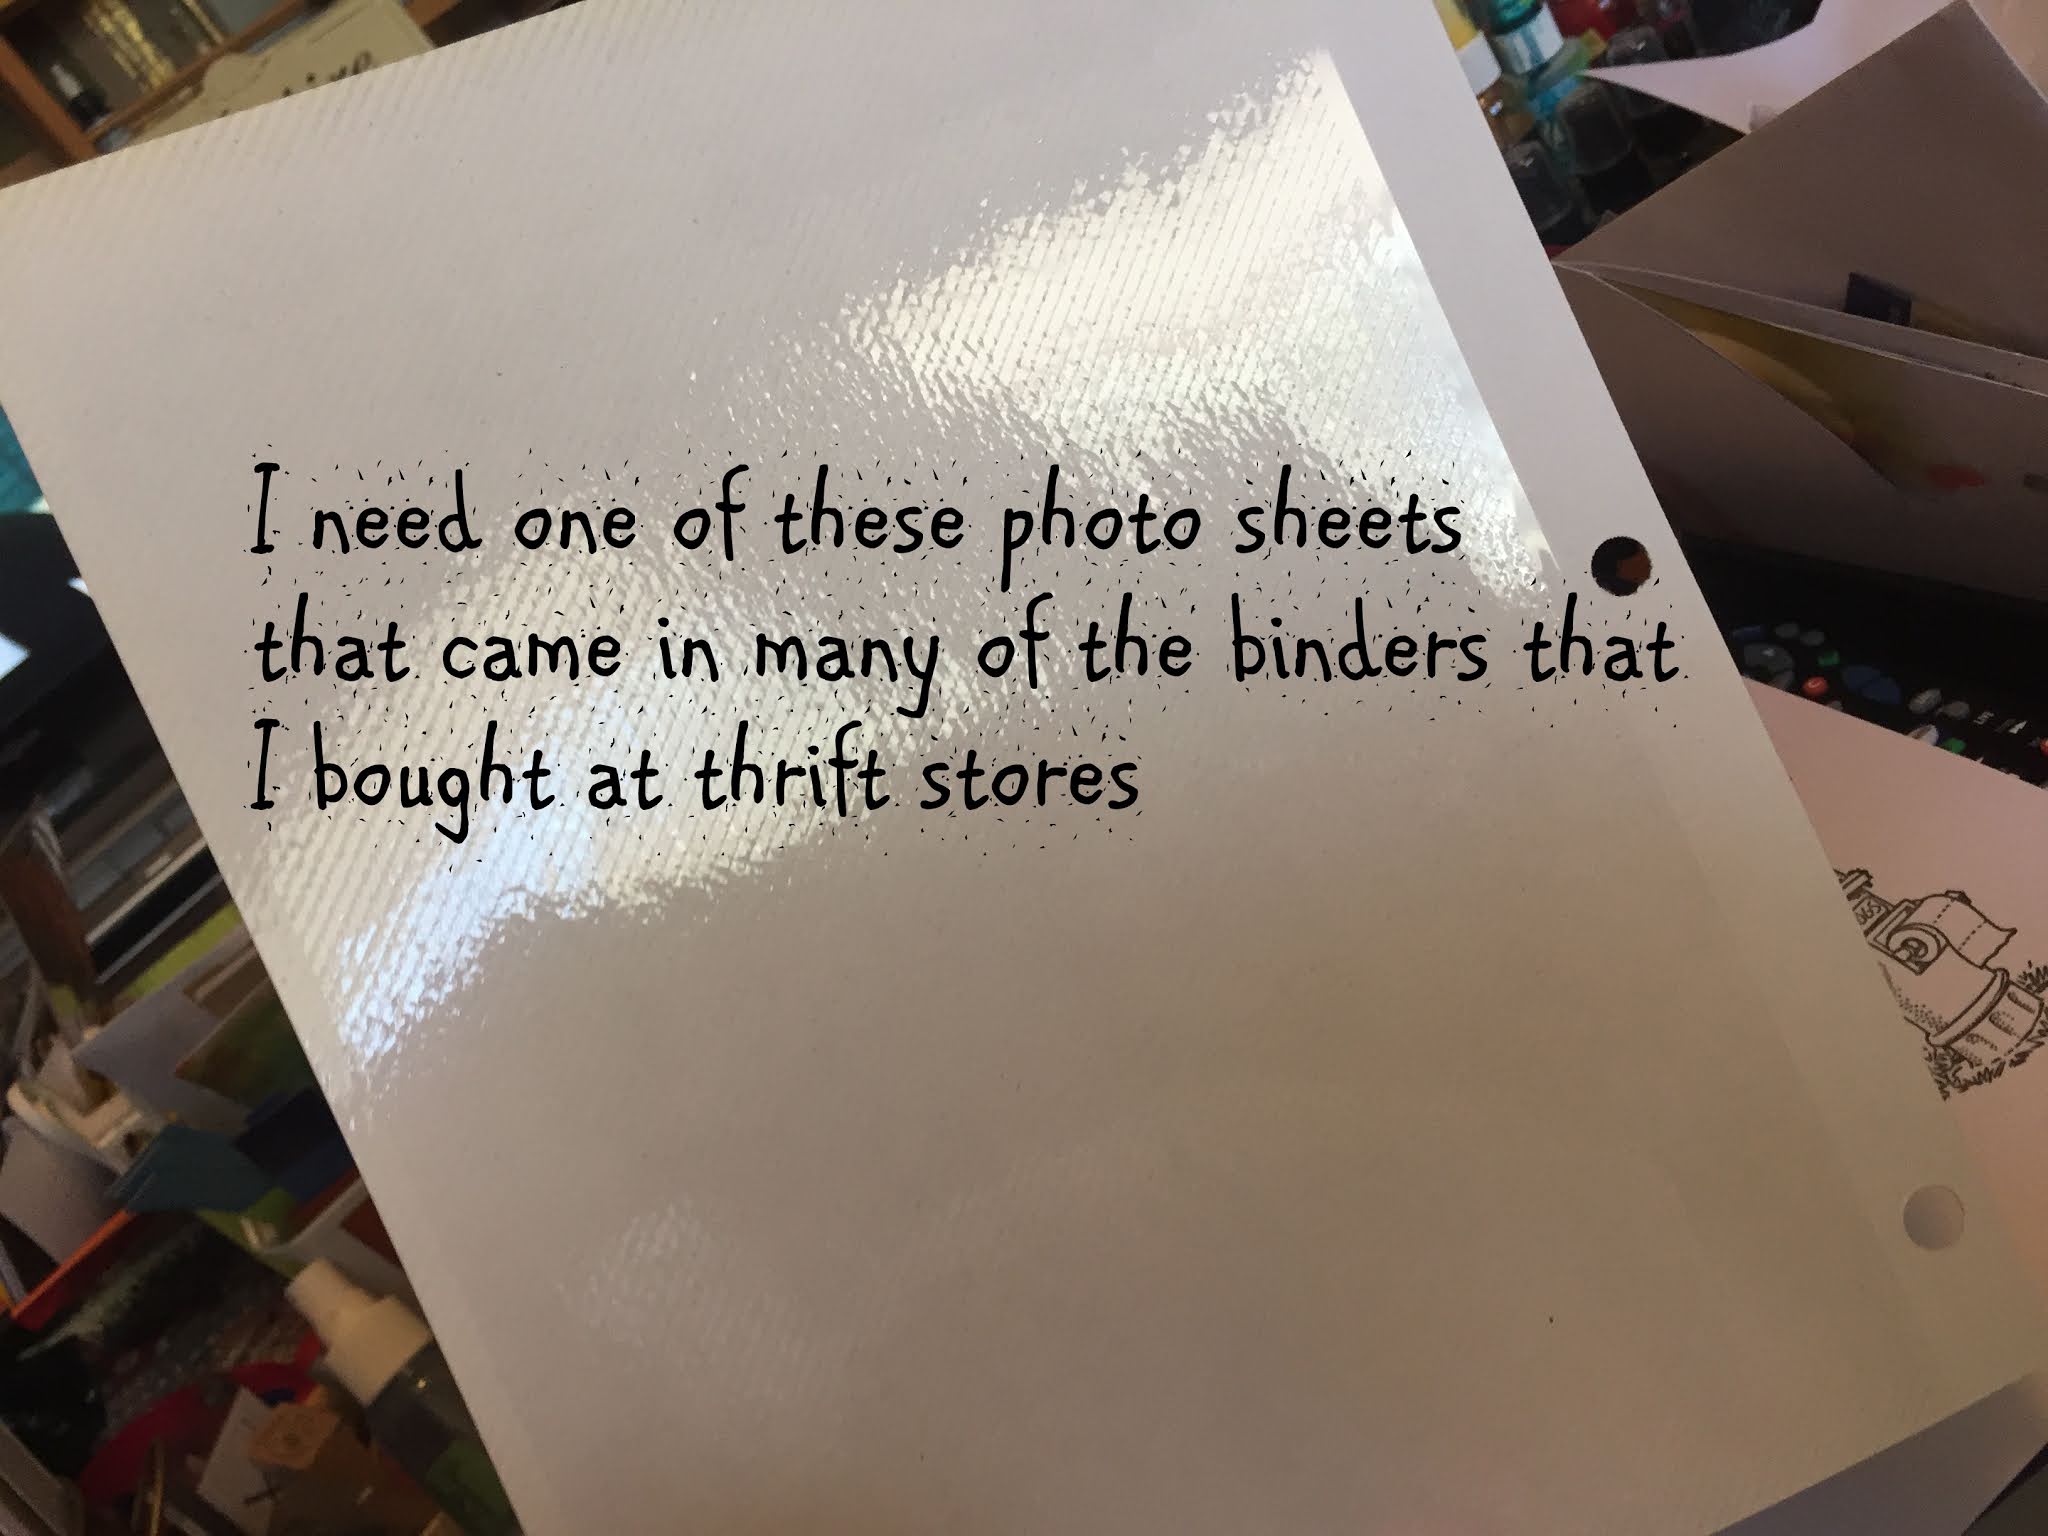 I need one of these photo sheets
that came in many of the binders that
I bought at thrift stores